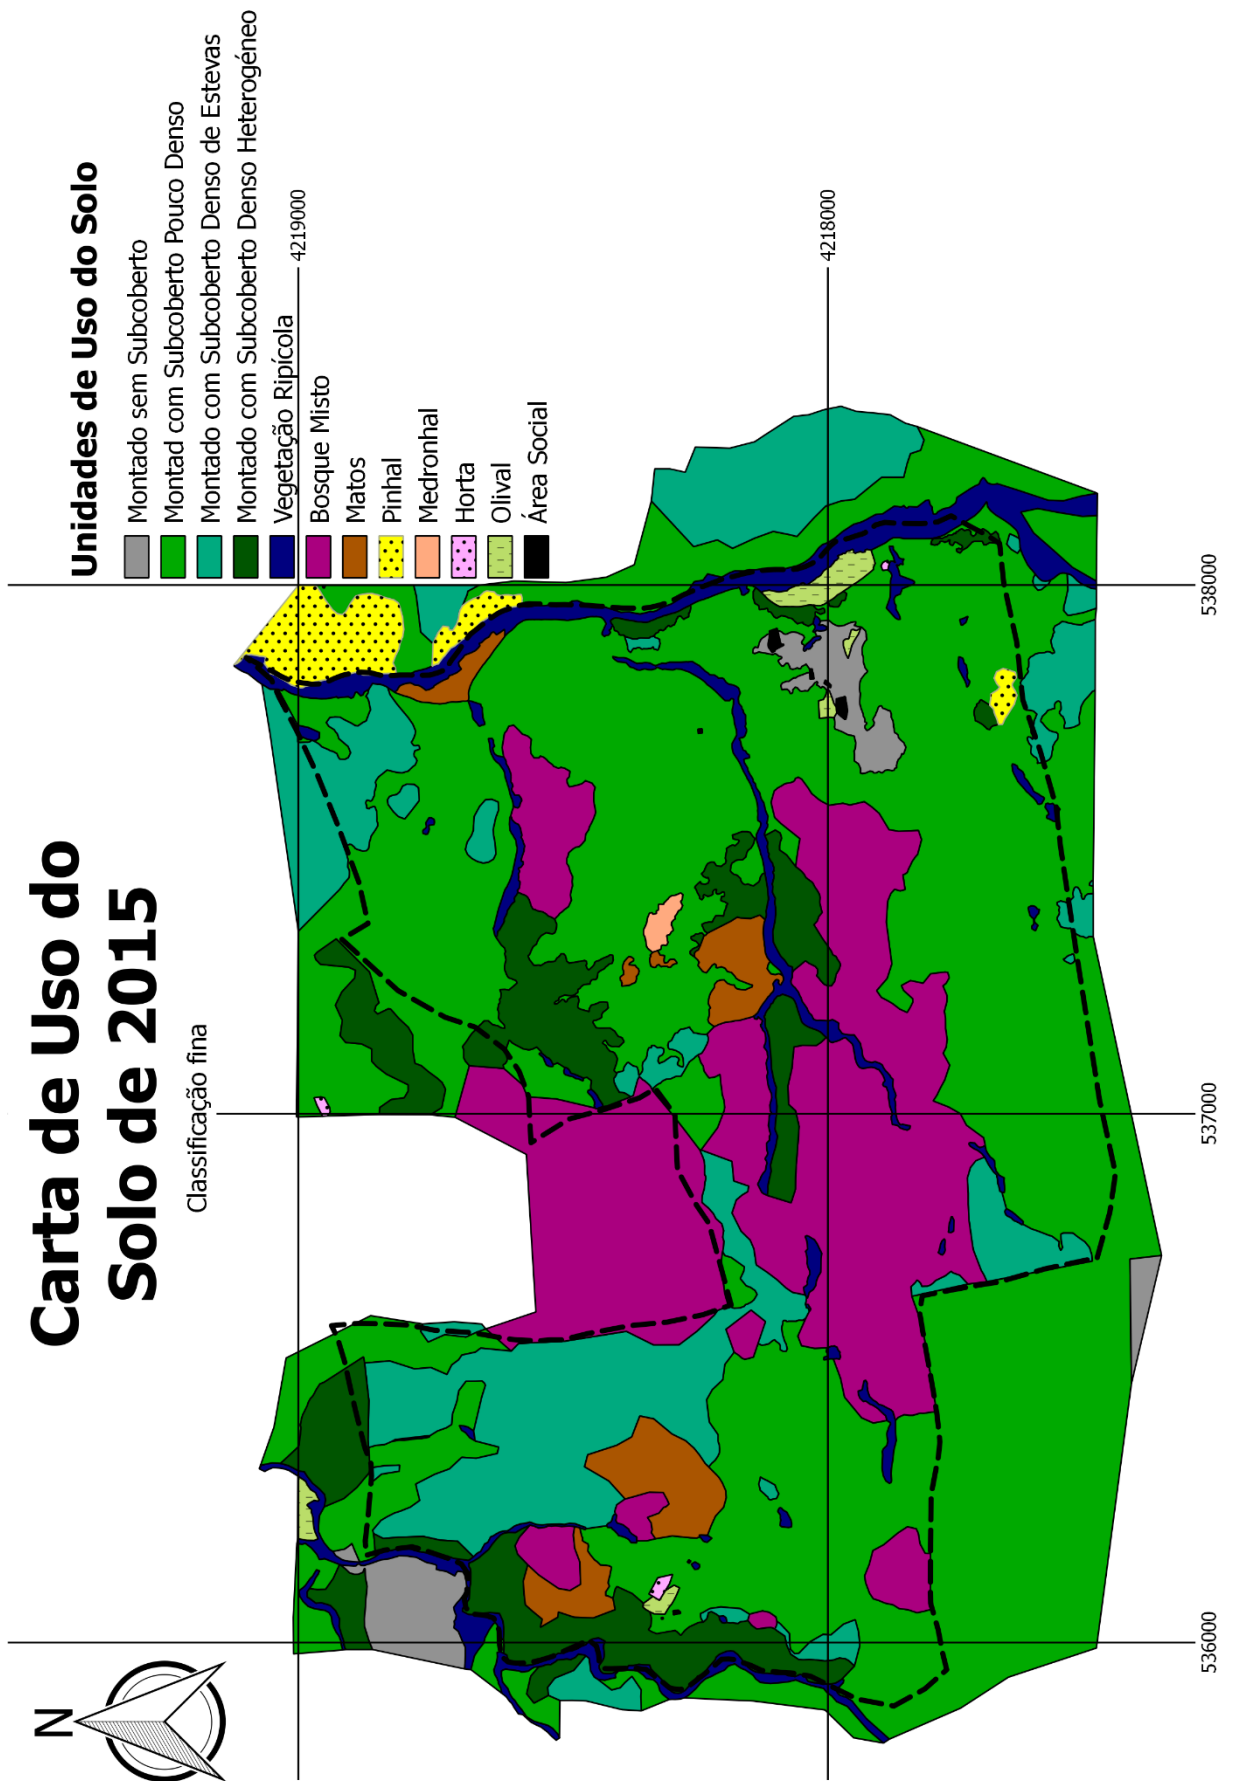 Carta de Uso do
Solo de 2015
Classificação fina
N
Unidades de Uso do Solo
Montado sem Subcoberto
Montad com Subcoberto Pouco Denso
Montado com Subcoberto Denso de Estevas
Montado com Subcoberto Denso Heterogéneo
Vegetação Ripícola
Bosque Misto
Matos
Pinhal
Medronhal
Horta
Olival
Área Social
4219000
4218000
536000
537000
538000